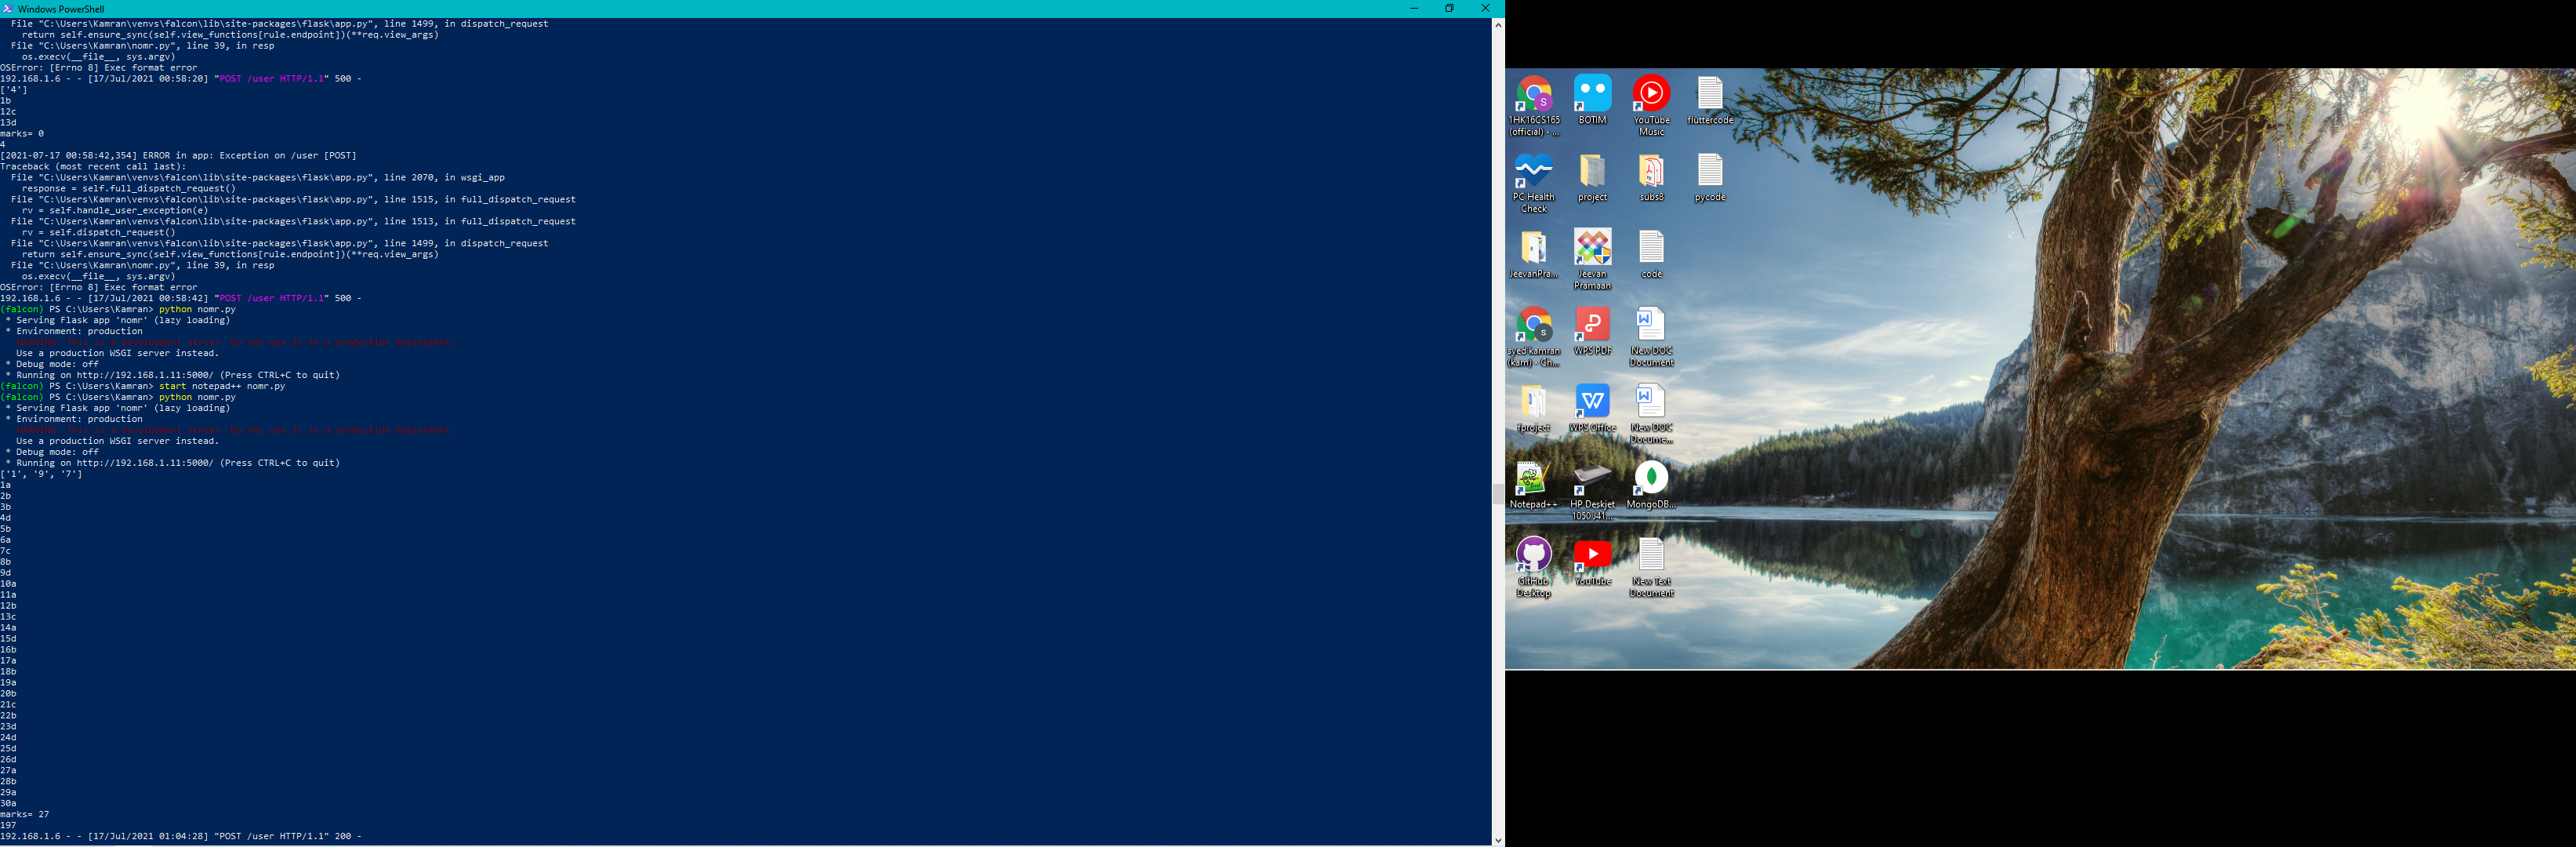 Windows PowerShell
  File "C:\Users\Kamran\venvs\falcon\lib\site-packages\flask\app.py", line 1499, in dispatch_request
    return self.ensure_sync(self.view_functions[rule.endpoint])(**req.view_args)
  File "C:\Users\Kamran\nomr.py", line 39, in resp
    os.execv(__file__, sys.argv)
OSError: [Errno 8] Exec format error
192.168.1.6 - - [17/Jul/2021 00:58:20] "POST /user HTTP/1.1" 500 -
['4']
1b
12c
13d
marks= 0
4
[2021-07-17 00:58:42,354] ERROR in app: Exception on /user [POST]
Traceback (most recent call last):
  File "C:\Users\Kamran\venvs\falcon\lib\site-packages\flask\app.py", line 2070, in wsgi_app
    response = self.full_dispatch_request()
  File "C:\Users\Kamran\venvs\falcon\lib\site-packages\flask\app.py", line 1515, in full_dispatch_request
    rv = self.handle_user_exception(e)
  File "C:\Users\Kamran\venvs\falcon\lib\site-packages\flask\app.py", line 1513, in full_dispatch_request
    rv = self.dispatch_request()
  File "C:\Users\Kamran\venvs\falcon\lib\site-packages\flask\app.py", line 1499, in dispatch_request
    return self.ensure_sync(self.view_functions[rule.endpoint])(**req.view_args)
  File "C:\Users\Kamran\nomr.py", line 39, in resp
    os.execv(__file__, sys.argv)
OSError: [Errno 8] Exec format error
192.168.1.6 - - [17/Jul/2021 00:58:42] "POST /user HTTP/1.1" 500 -
(falcon) PS C:\Users\Kamran> python nomr.py
 * Serving Flask app 'nomr' (lazy loading)
 * Environment: production
   WARNING: This is a development server. Do not use it in a production deployment.
   Use a production WSGI server instead.
 * Debug mode: off
 * Running on http://192.168.1.11:5000/ (Press CTRL+C to quit)
(falcon) PS C:\Users\Kamran> start notepad++ nomr.py
(falcon) PS C:\Users\Kamran> python nomr.py
 * Serving Flask app 'nomr' (lazy loading)
 * Environment: production
   WARNING: This is a development server. Do not use it in a production deployment.
   Use a production WSGI server instead.
 * Debug mode: off
 * Running on http://192.168.1.11:5000/ (Press CTRL+C to quit)
['1', '9', '7']
1a
2b
3b
4d
5b
6a
7c
8b
9d
10a
11a
12b
13c
14a
15d
16b
17a
18b
19a
20b
21c
22b
23d
24d
25d
26d
27a
28b
29a
30a
marks= 27
197
192.168.1.6 - - [17/Jul/2021 01:04:28] "POST /user HTTP/1.1" 200 -
1HK16CS165
(official) - ...
BOTIM
YouTube
Music
fluttercode
PC Health
Check
project
subs8
pycode
JeevanPra...
Jeevan
Pramaan
code
syed kamran
(kam) - Ch...
WPS PDF
New DOC
Document
fproject
WPS Office
New DOC
Docume...
Notepad++
HP Deskjet
1050 J41...
MongoDB...
GitHub
Desktop
YouTube
New Text
Document